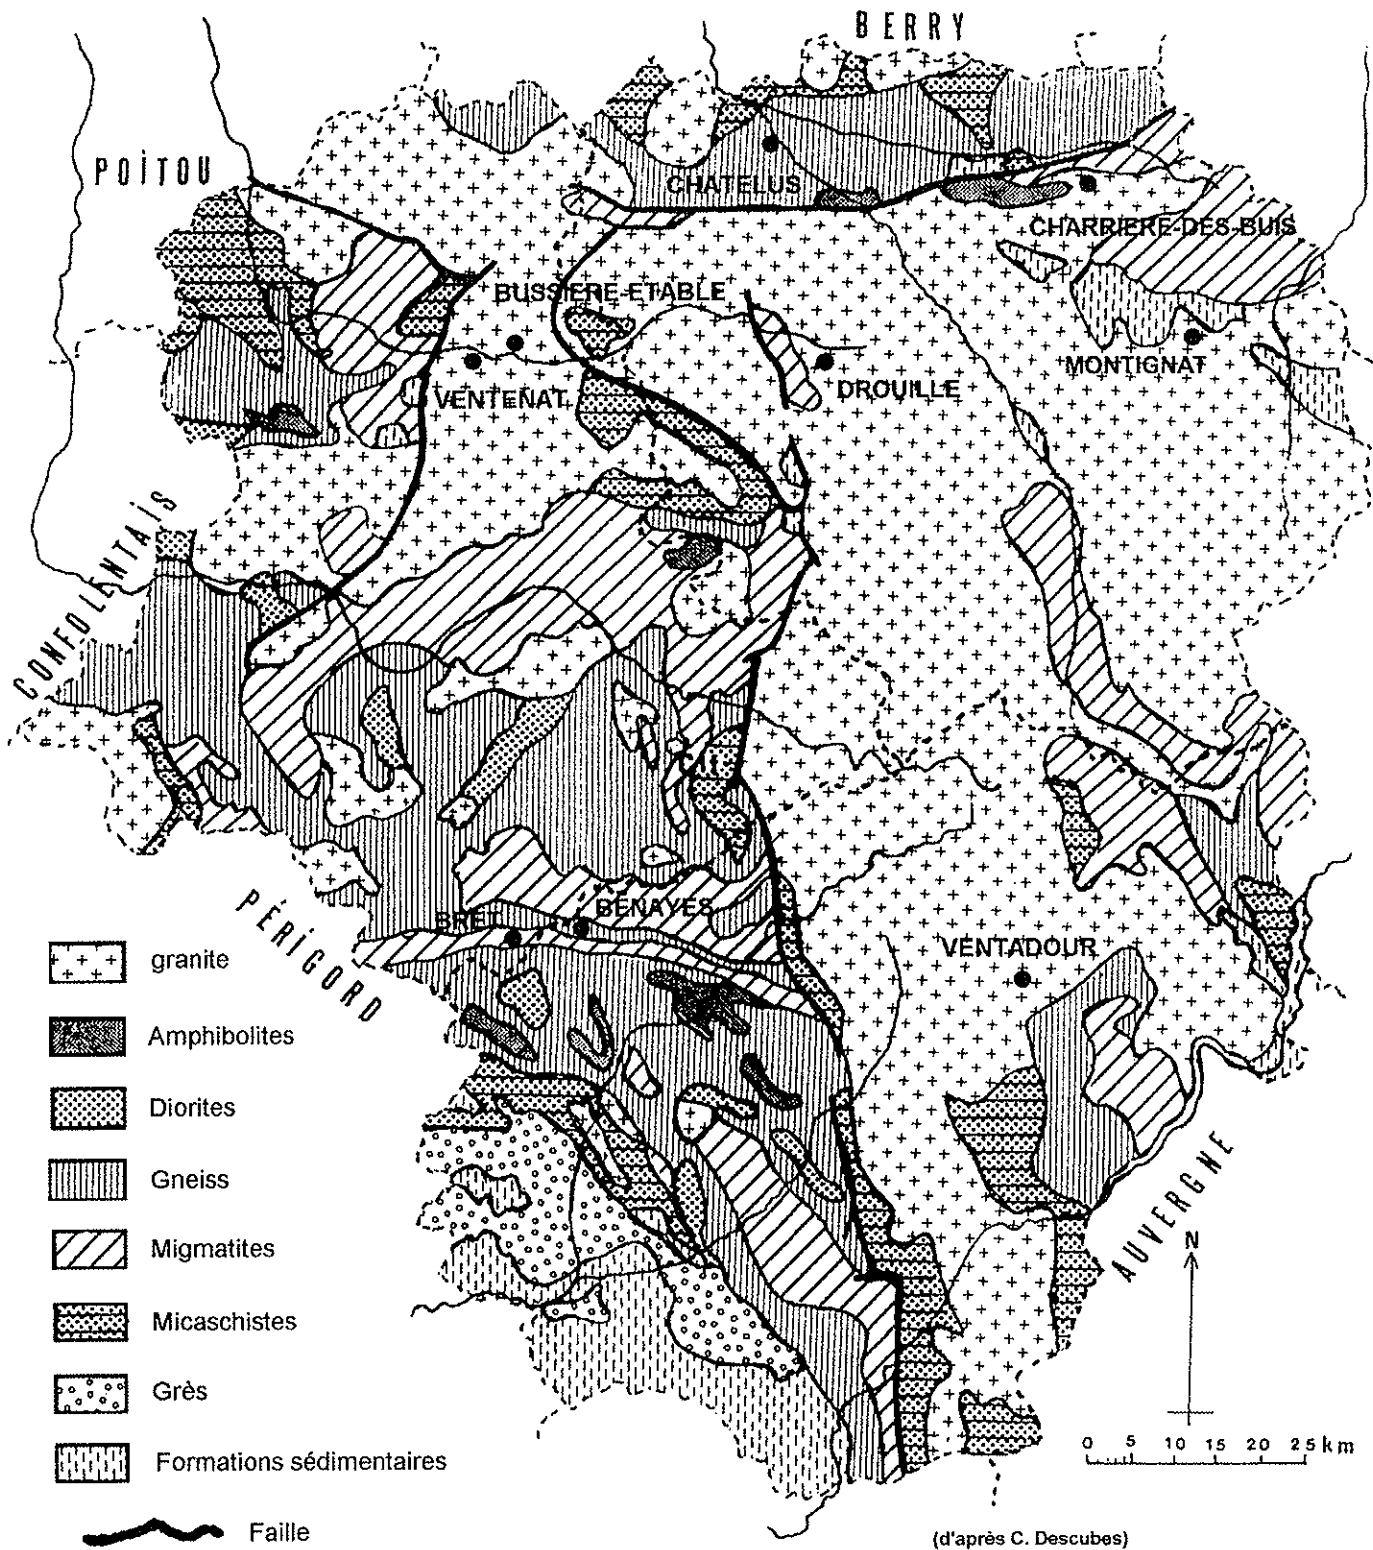 BERRY
POiTOU
CHATELUS
CHARRIERE-DES-BUIS
BUSSIERE-ETABLE
VENTENAT
DROUILLE
MONTIGNAT
CONFOLENTAiS
PÉRIGORD
BRET
BENAYES
VENTADOUR
AUVERGNE
granite
Amphibolites
Diorites
Gneiss
Migmatites
Micaschistes
Grès
Formations sédimentaires
Faille
N
0 5 10 15 20 25 km
(d'après C. Descubes)